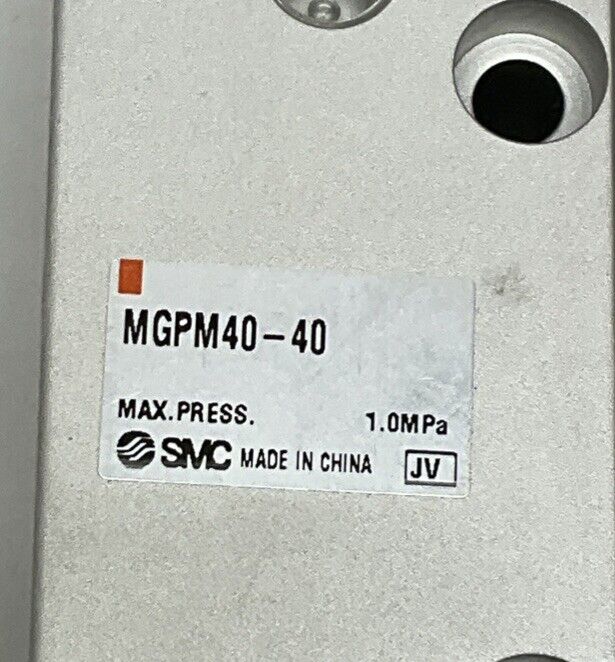 MGPM40-40
MAX.PRESS. 1.0MPa
SMC MADE IN CHINA JV